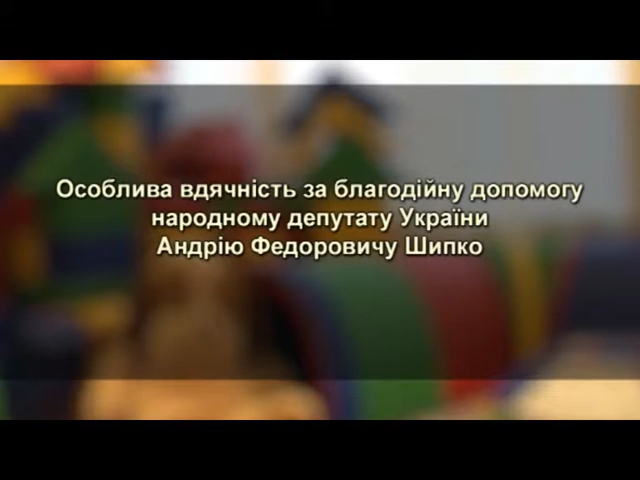 Особлива вдячність за благодійну допомогу
народному депутату України
Андрію Федоровичу Шипко